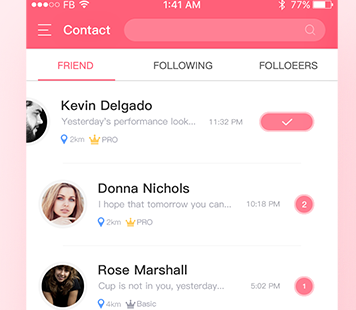 FB 1:41 AM 77%
Contact
FRIEND FOLLOWING FOLLOEERS
Kevin Delgado
Yesterday's performance look... 11:32 PM
2km PRO
Donna Nichols
I hope that tomorrow you can... 10:18 PM 2
2km PRO
Rose Marshall
Cup is not in you, yesterday... 5:02 PM 1
4km Basic